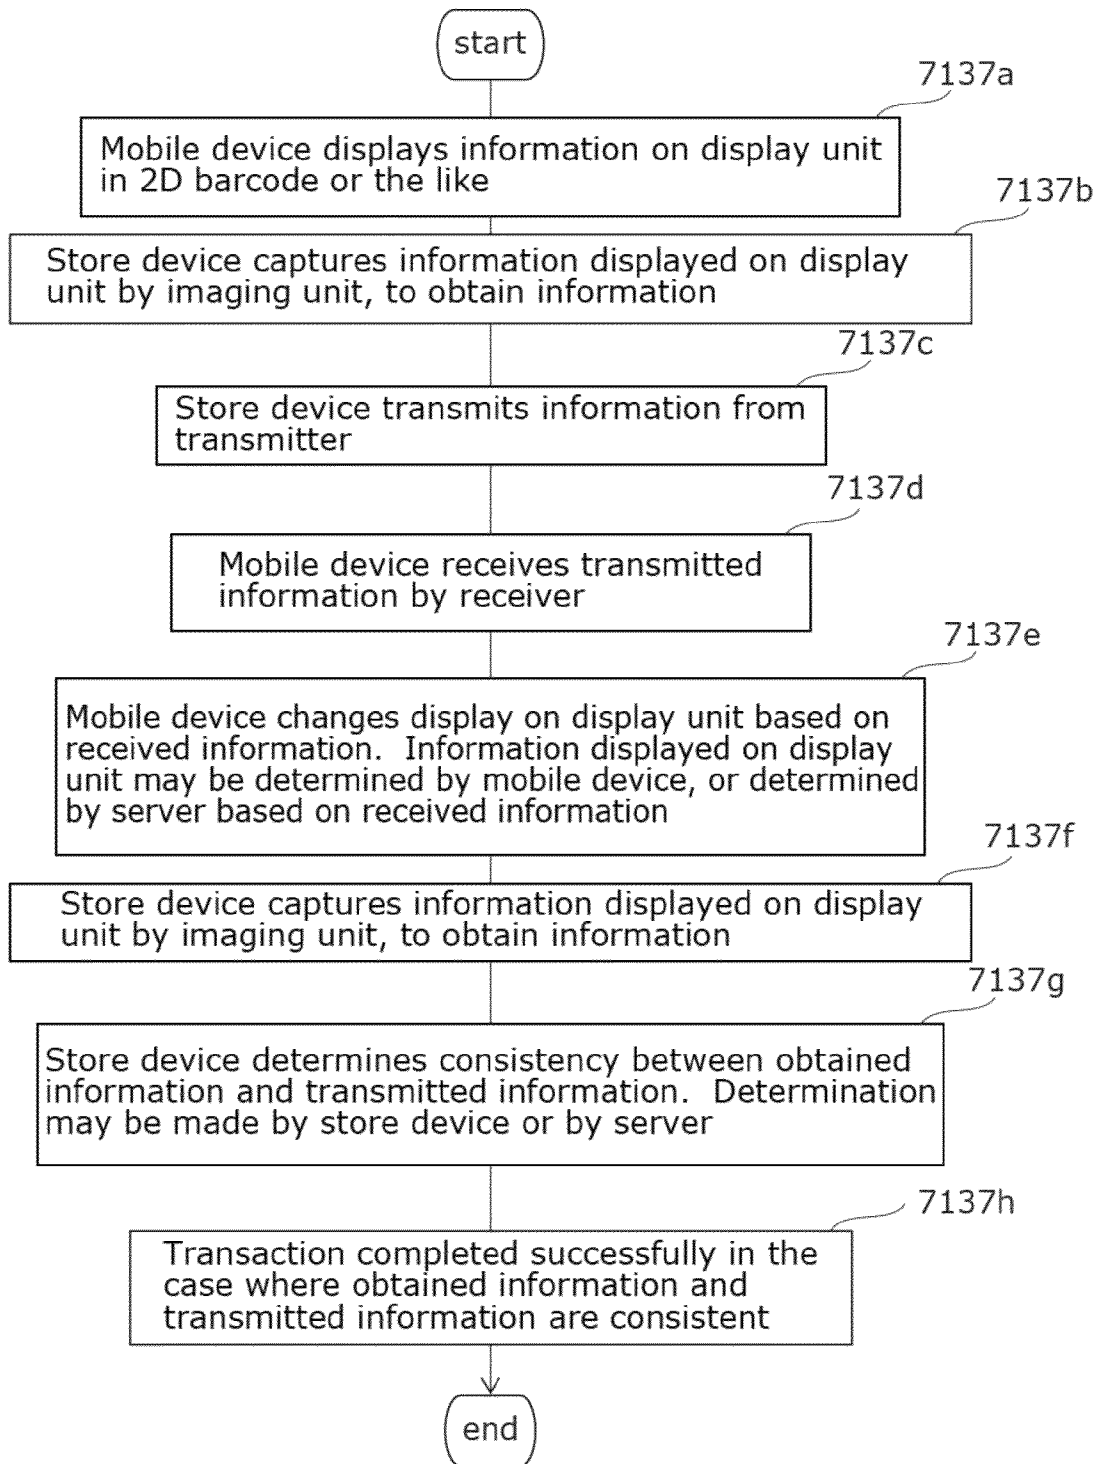 start
7137a
Mobile device displays information on display unit
in 2D barcode or the like
7137b
Store device captures information displayed on display
unit by imaging unit, to obtain information
7137c
Store device transmits information from
transmitter
7137d
Mobile device receives transmitted
information by receiver
7137e
Mobile device changes display on display unit based on
received information.  Information displayed on display
unit may be determined by mobile device, or determined
by server based on received information
7137f
Store device captures information displayed on display
unit by imaging unit, to obtain information
7137g
Store device determines consistency between obtained
information and transmitted information.  Determination
may be made by store device or by server
7137h
Transaction completed successfully in the
case where obtained information and
transmitted information are consistent
end